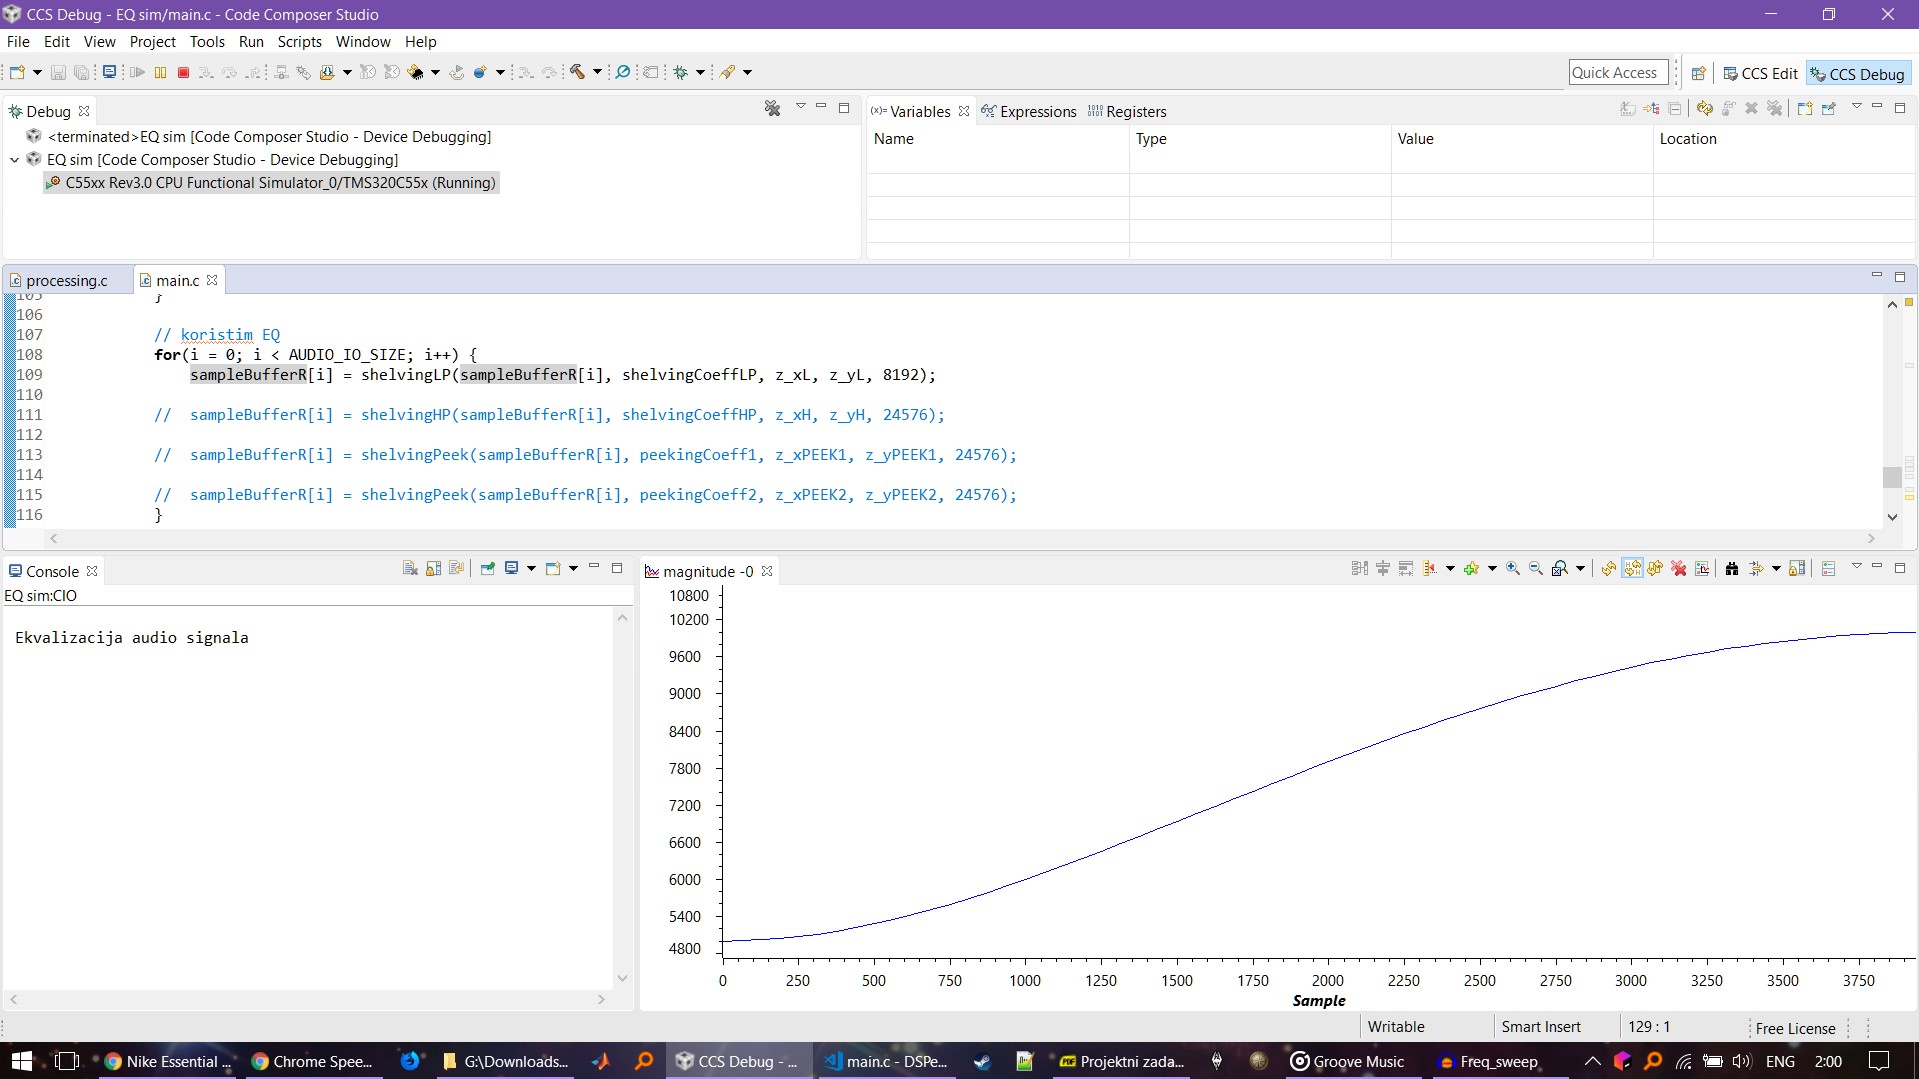 CCS Debug - EQ sim/main.c - Code Composer Studio
File Edit View Project Tools Run Scripts Window Help
Quick Access CCS Edit CCS Debug
Debug
<terminated>EQ sim [Code Composer Studio - Device Debugging]
EQ sim [Code Composer Studio - Device Debugging]
C55xx Rev3.0 CPU Functional Simulator_0/TMS320C55x (Running)
(x)= Variables Expressions 1010 0101 Registers
Name Type Value Location
processing.c main.c
105 }
106
107 // koristim EQ
108 for(i = 0; i < AUDIO_IO_SIZE; i++) {
109 sampleBufferR[i] = shelvingLP(sampleBufferR[i], shelvingCoeffLP, z_xL, z_yL, 8192);
110
111 // sampleBufferR[i] = shelvingHP(sampleBufferR[i], shelvingCoeffHP, z_xH, z_yH, 24576);
112
113 // sampleBufferR[i] = shelvingPeek(sampleBufferR[i], peekingCoeff1, z_xPEEK1, z_yPEEK1, 24576);
114
115 // sampleBufferR[i] = shelvingPeek(sampleBufferR[i], peekingCoeff2, z_xPEEK2, z_yPEEK2, 24576);
116 }
Console
EQ sim:CIO
Ekvalizacija audio signala
magnitude -0
10800
10200
9600
9000
8400
7800
7200
6600
6000
5400
4800
0 250 500 750 1000 1250 1500 1750 2000 2250 2500 2750 3000 3250 3500 3750
Sample
Writable Smart Insert 129 : 1 Free License
Nike Essential ... Chrome Spee... G:\Downloads... CCS Debug - ... main.c - DSPe... Projektni zada... Groove Music Freq_sweep ENG 2:00